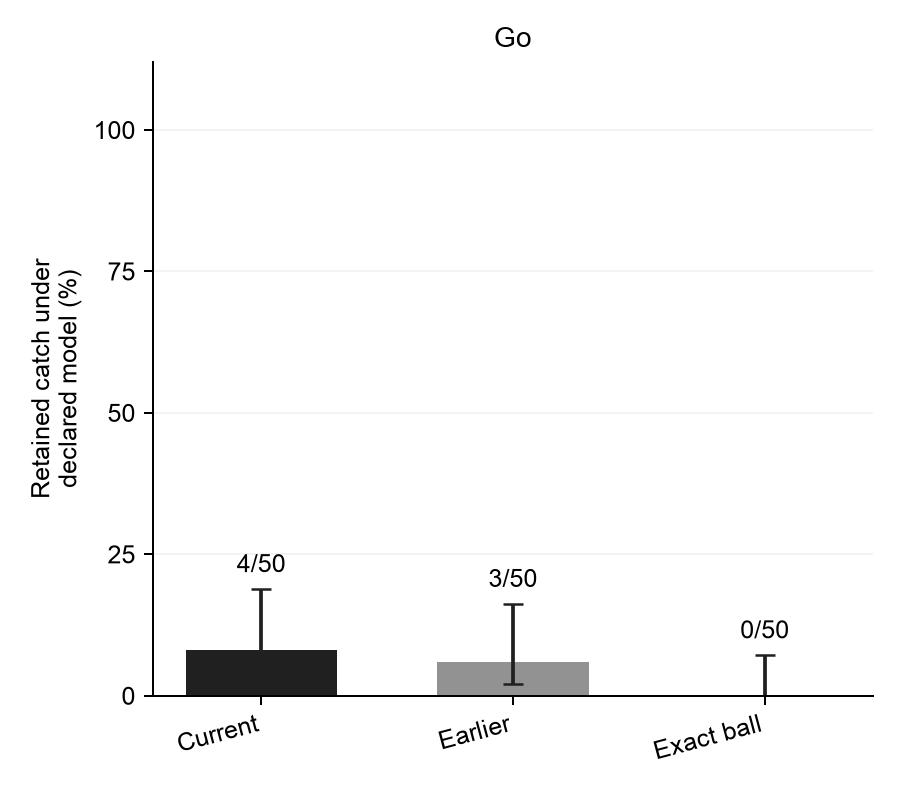 Go
Retained catch under
declared model (%)
100
75
50
25
0
4/50
3/50
0/50
Current
Earlier
Exact ball